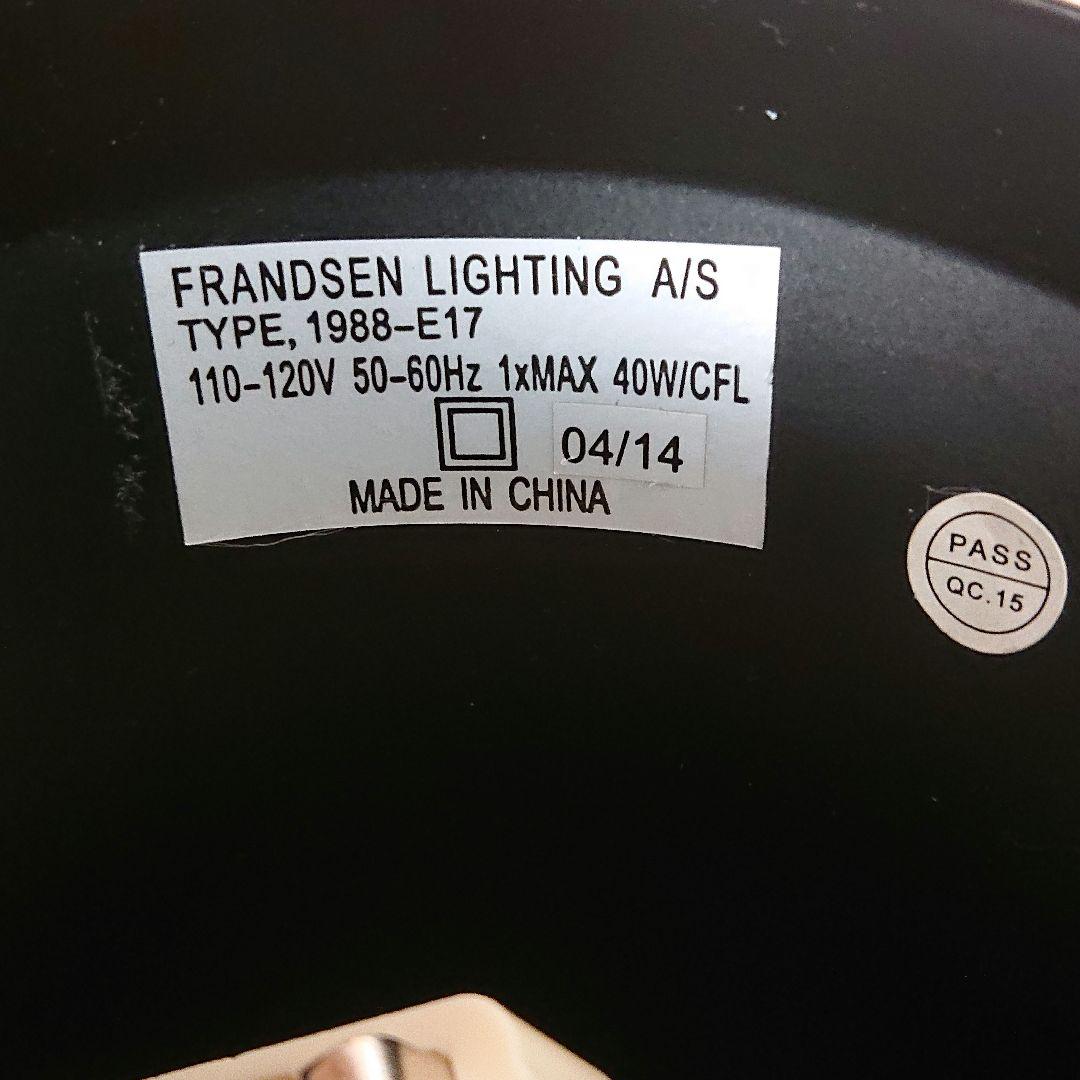 FRANDSEN LIGHTING A/S
TYPE, 1988-E17
110-120V 50-60Hz 1xMAX 40W/CFL
04/14
MADE IN CHINA
PASS
QC.15